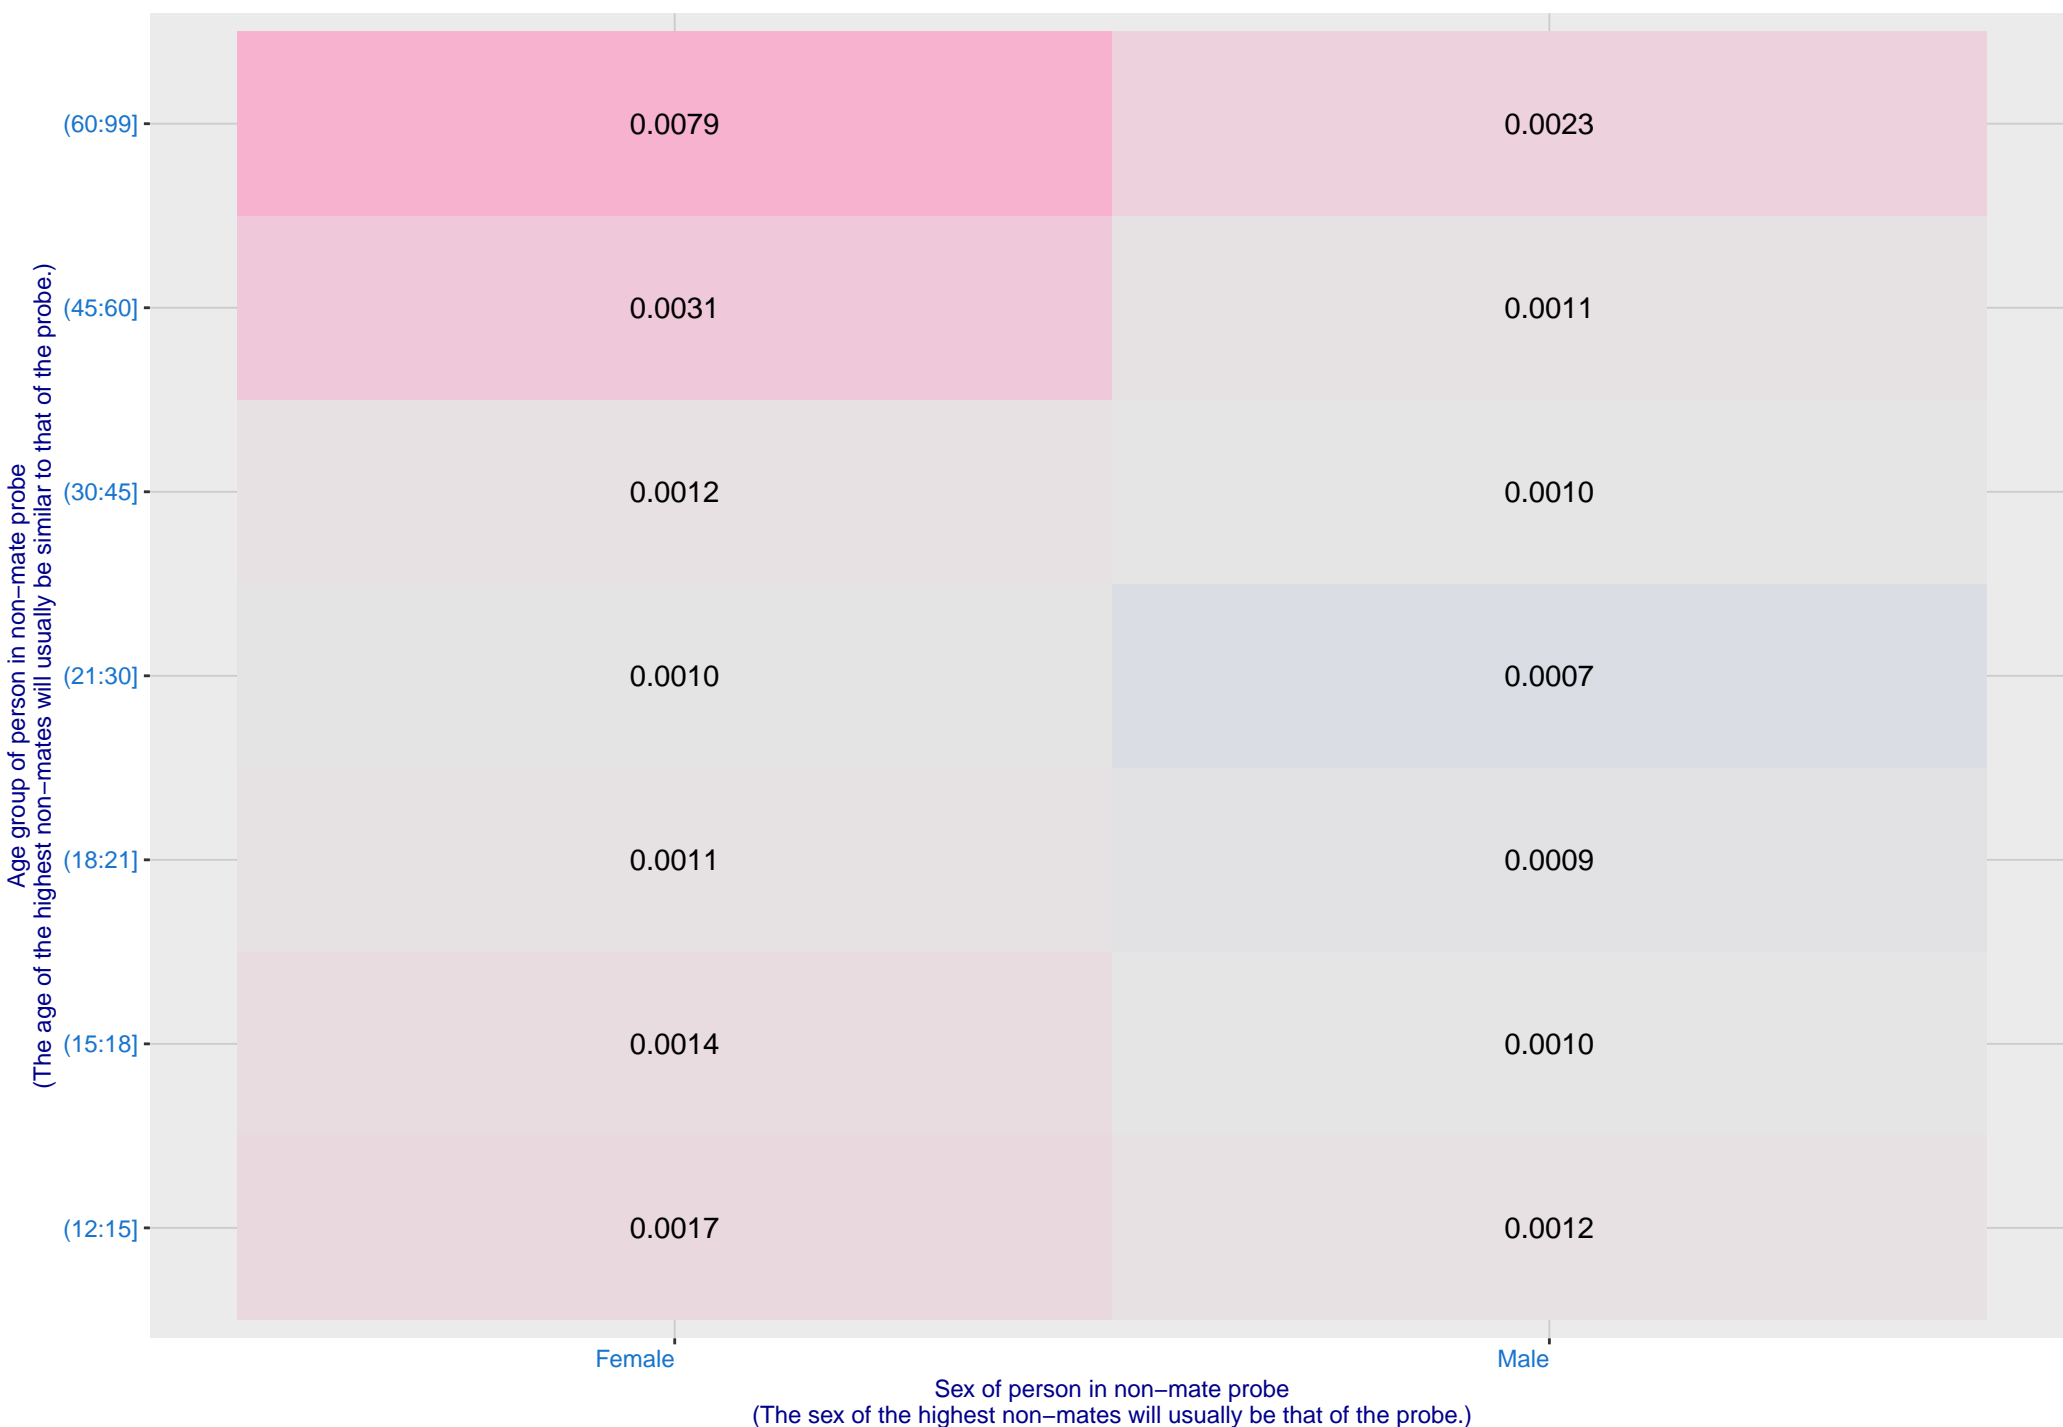 Age group of person in non−mate probe
(The age of the highest non−mates will usually be similar to that of the probe.)
(60:99] 0.0079 0.0023
(45:60] 0.0031 0.0011
(30:45] 0.0012 0.0010
(21:30] 0.0010 0.0007
(18:21] 0.0011 0.0009
(15:18] 0.0014 0.0010
(12:15] 0.0017 0.0012
Female Male
Sex of person in non−mate probe
(The sex of the highest non−mates will usually be that of the probe.)